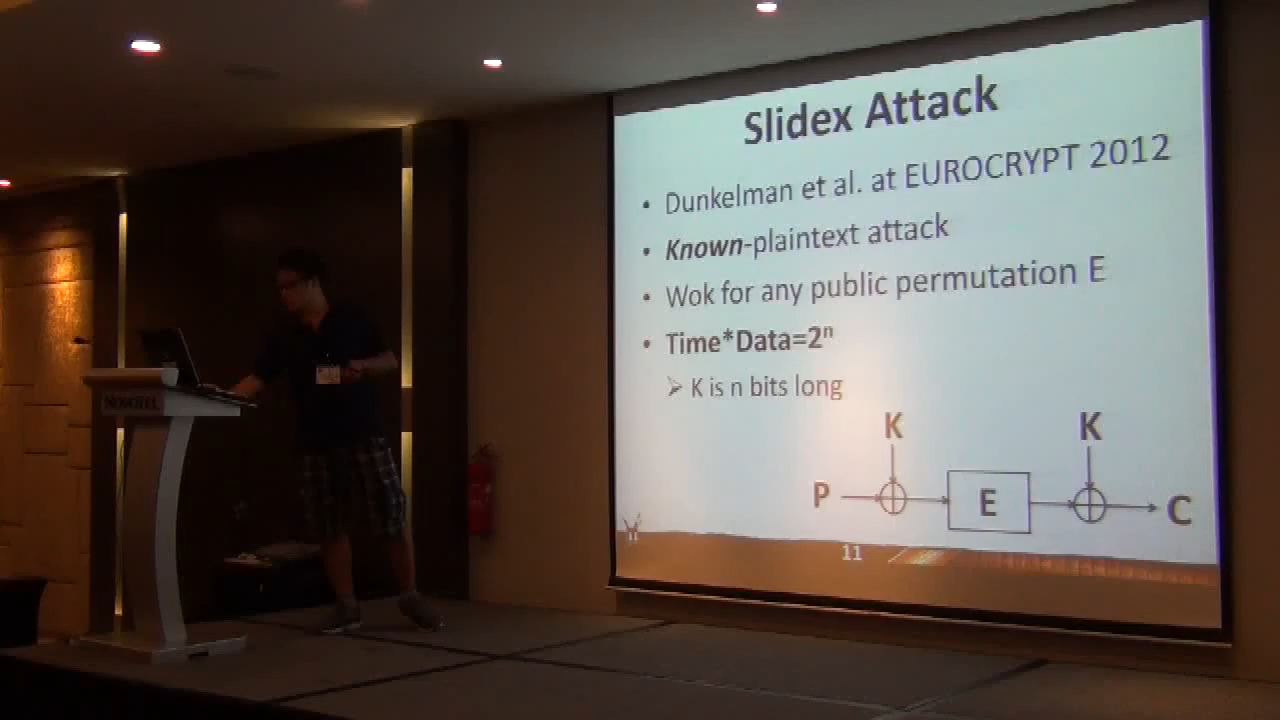 Slidex Attack
• Dunkelman et al. at EUROCRYPT 2012
• Known-plaintext attack
• Wok for any public permutation E
• Time*Data=2ⁿ
➢ K is n bits long
K K
P E C
11
NOVOTEL